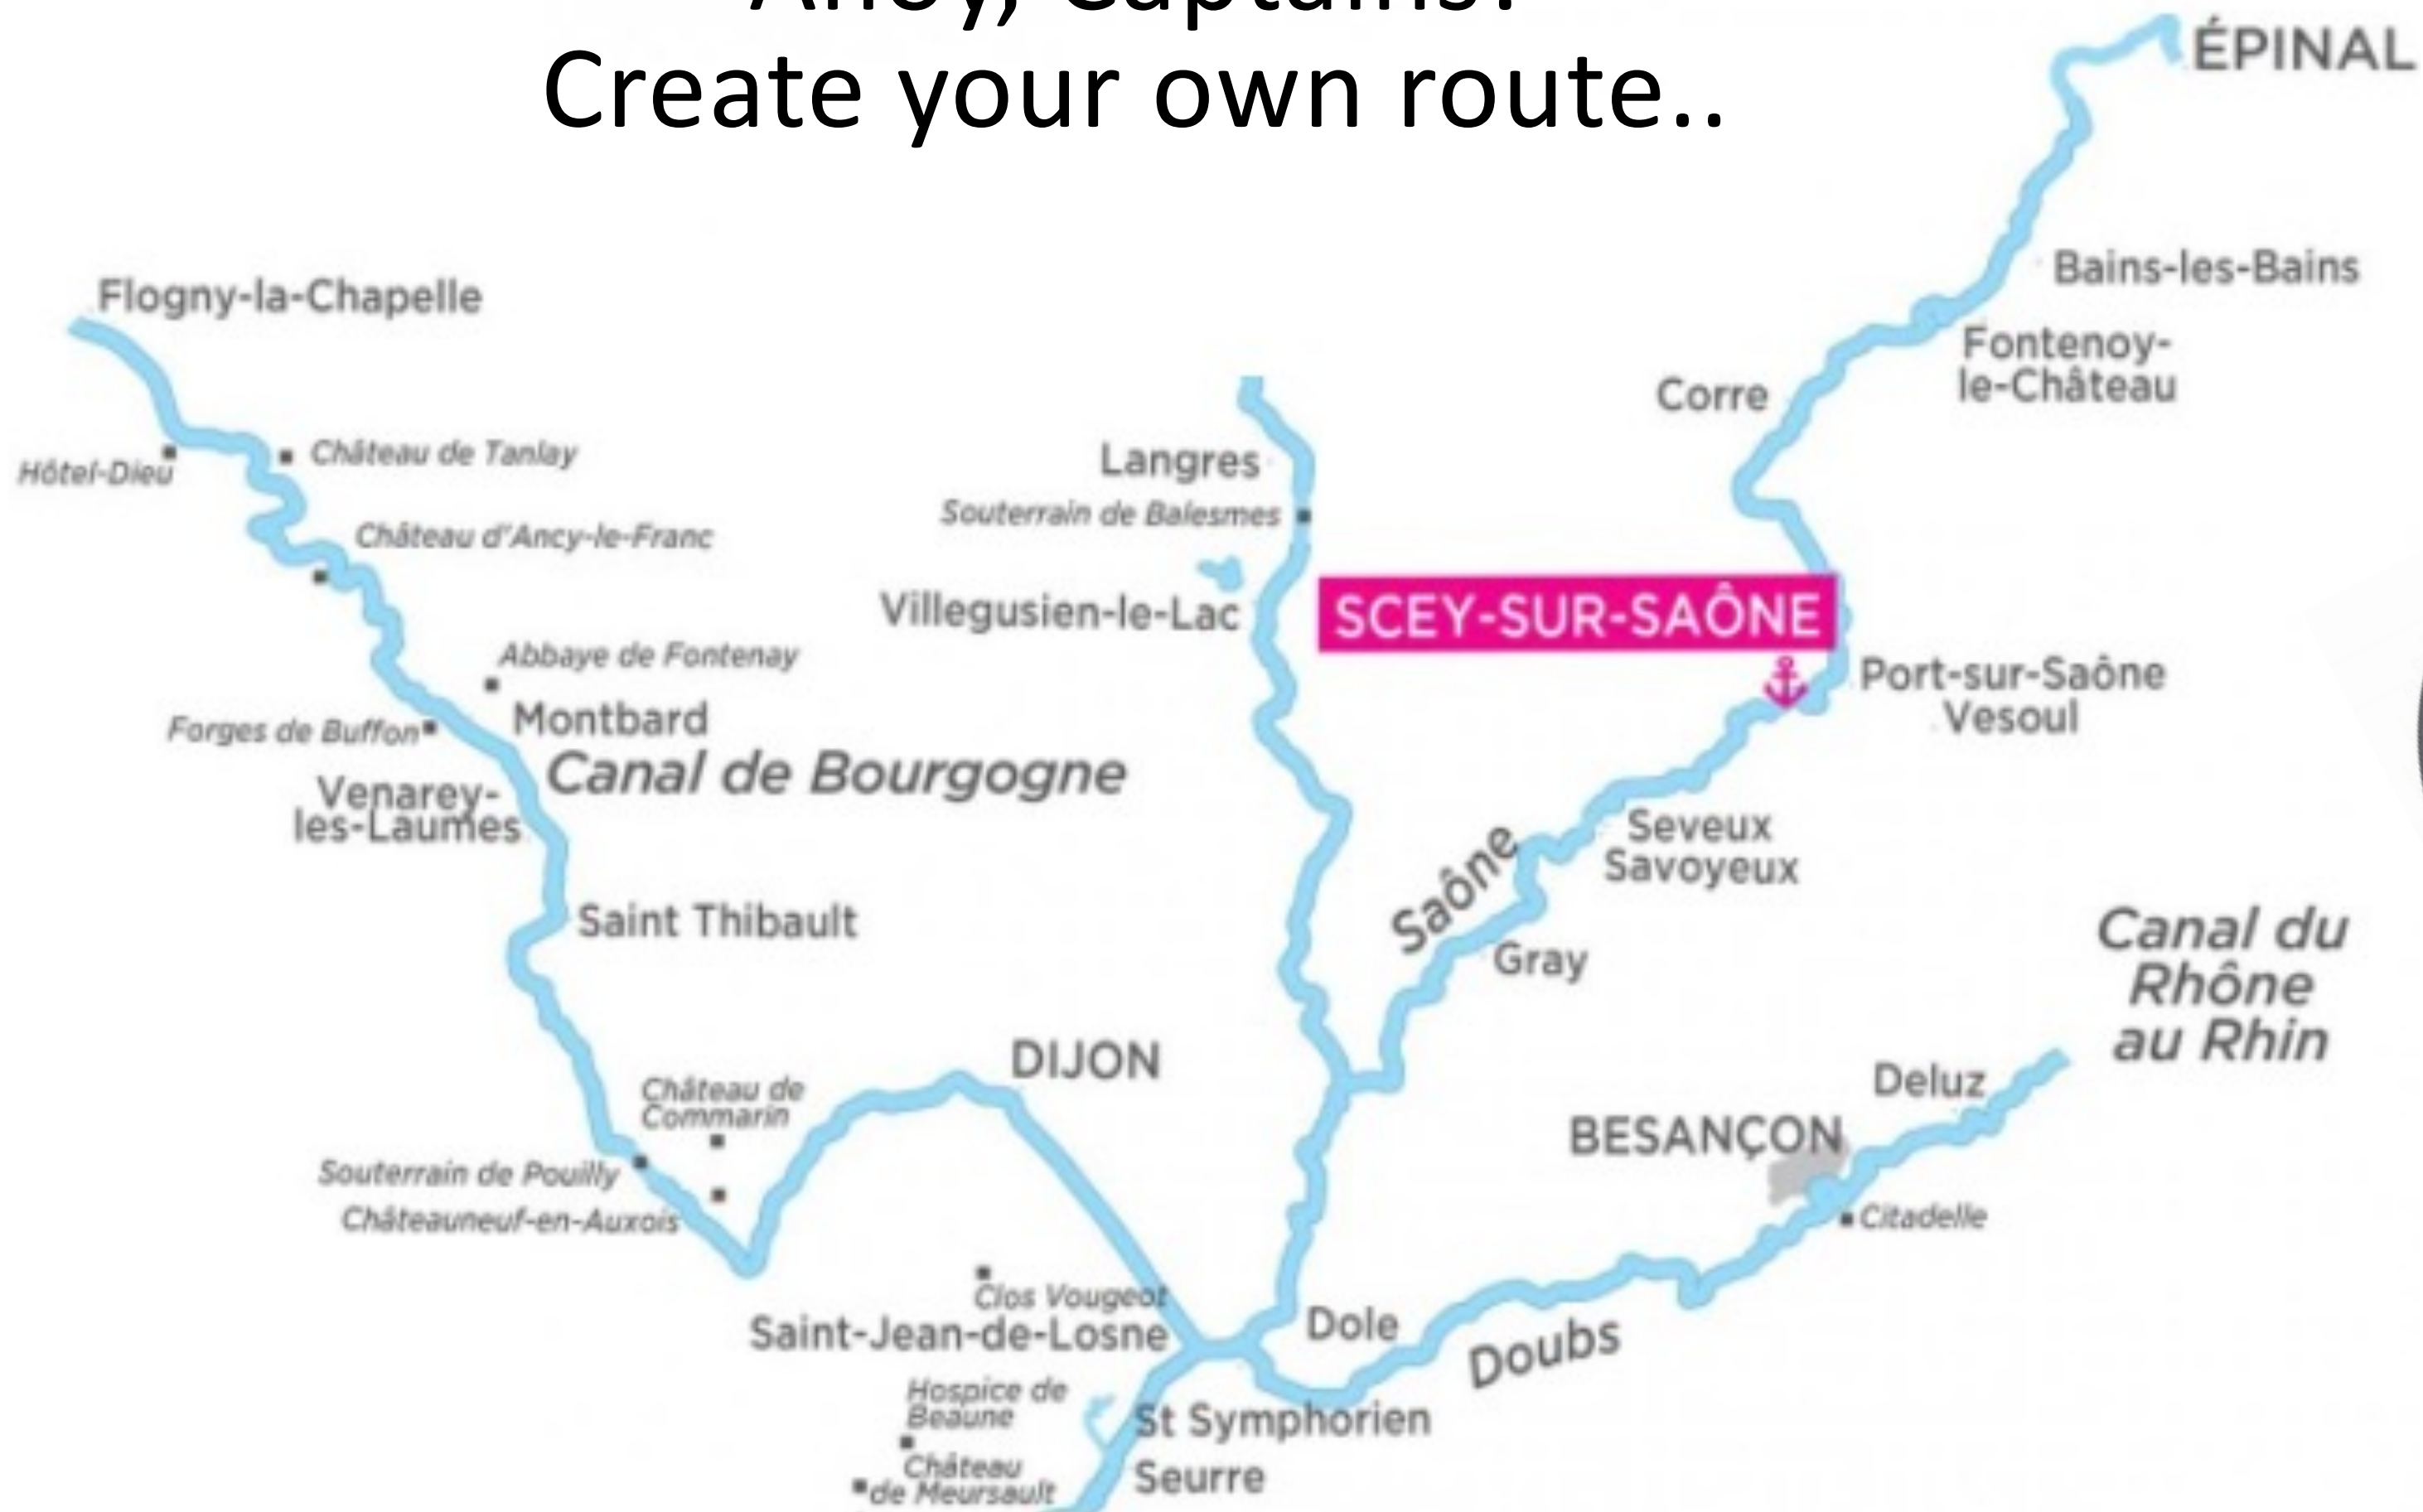 Ahoy, Captains!
Create your own route..
ÉPINAL
Bains-les-Bains
Flogny-la-Chapelle
Fontenoy-
le-Château
Corre
Château de Tanlay
Hôtel-Dieu
Langres
Souterrain de Balesmes
Château d'Ancy-le-Franc
Villegusien-le-Lac
SCEY-SUR-SAÔNE
Abbaye de Fontenay
Port-sur-Saône
Vesoul
Montbard
Forges de Buffon
Canal de Bourgogne
Venarey-
les-Laumes
Seveux
Savoyeux
Saône
Saint Thibault
Gray
Canal du
Rhône
au Rhin
DIJON
Deluz
Château de
Commarin
BESANÇON
Souterrain de Pouilly
Châteauneuf-en-Auxois
Citadelle
Clos Vougeot
Saint-Jean-de-Losne
Dole
Doubs
Hospice de
Beaune
St Symphorien
Château
de Meursault
Seurre